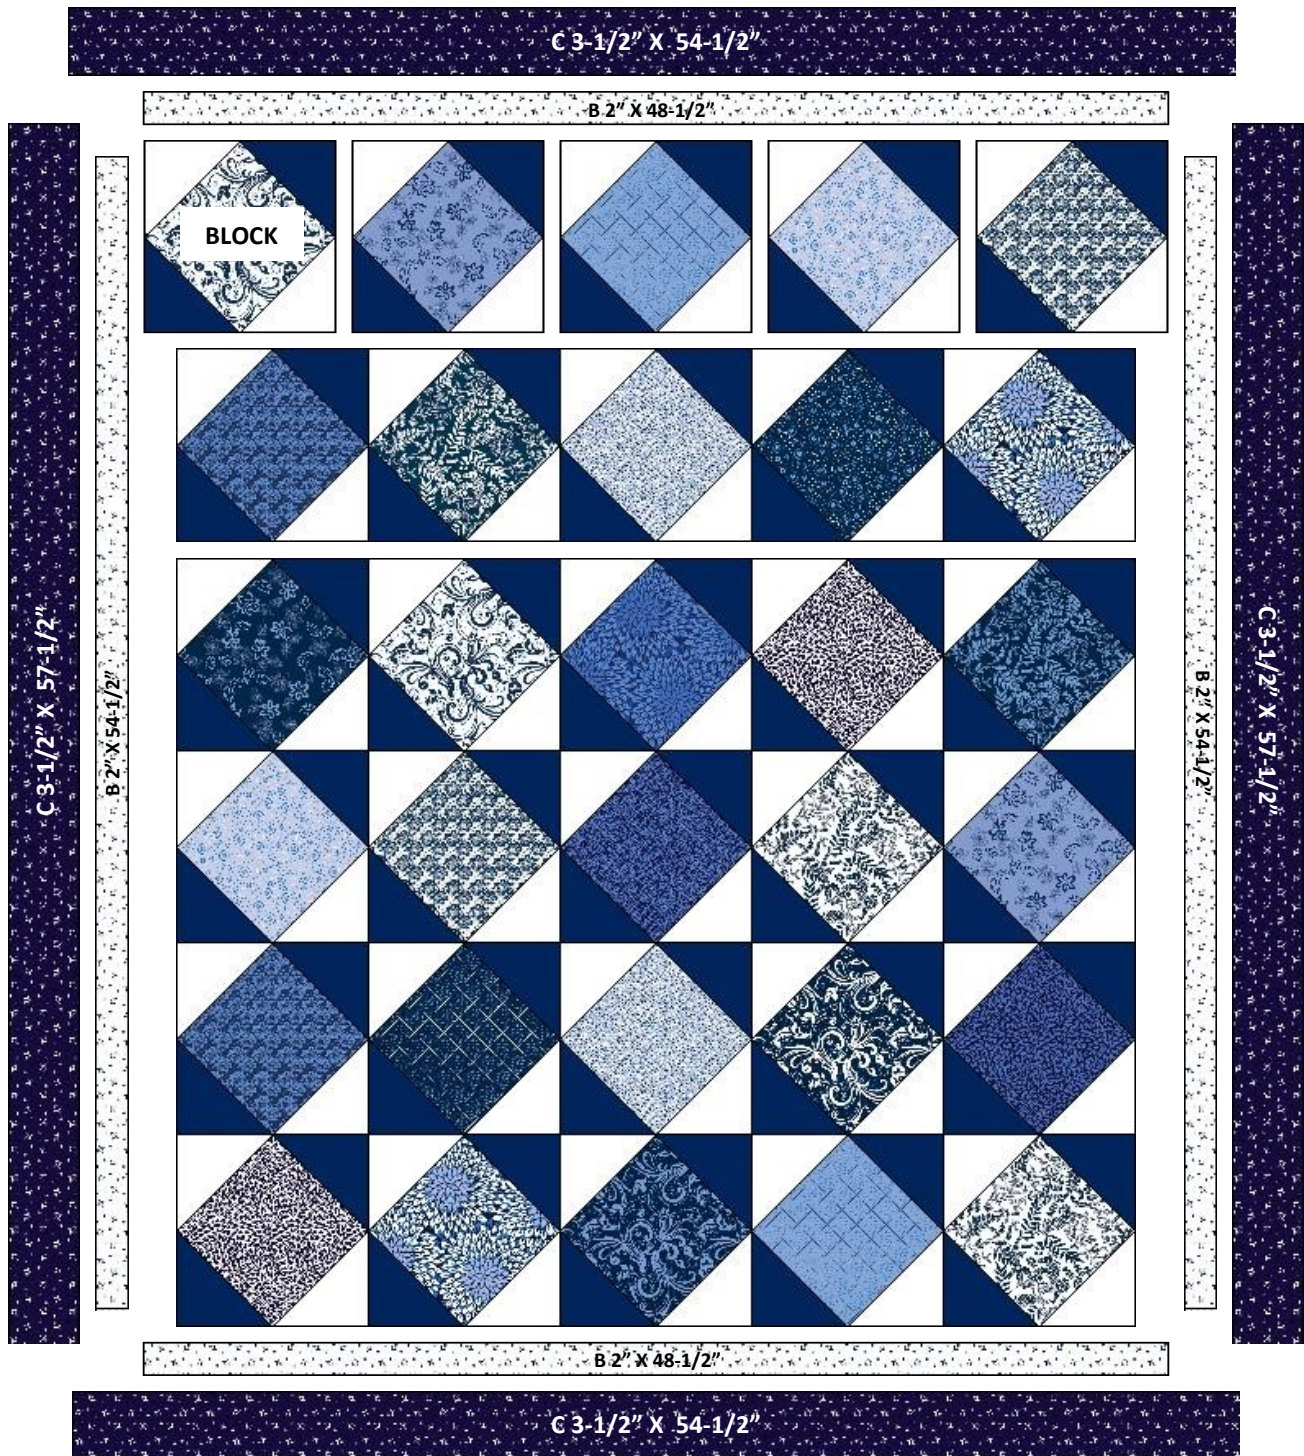 C 3-1/2” X  54-1/2”
B 2” X 48-1/2”
BLOCK
C 3-1/2” X  57-1/2”
B 2” X 54-1/2”
B 2” X 54-1/2”
C 3-1/2” X  57-1/2”
B 2” X 48-1/2”
C 3-1/2” X  54-1/2”